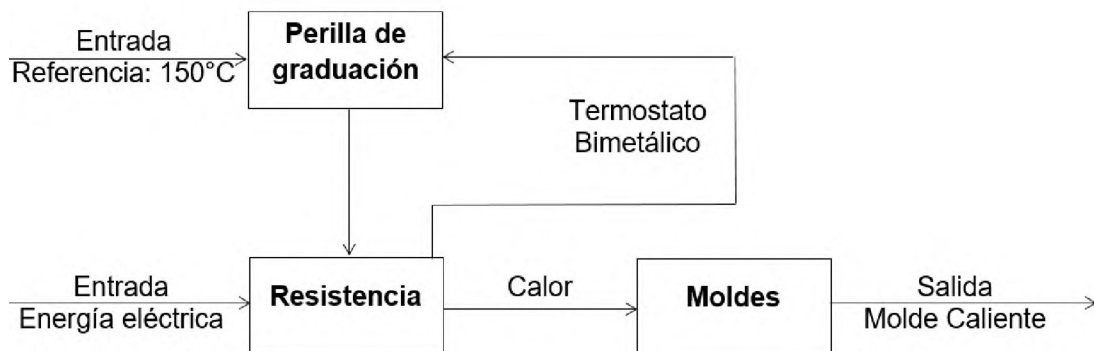 Entrada
Referencia: 150°C
Perilla de
graduación
Termostato
Bimetálico
Entrada
Energía eléctrica
Resistencia
Calor
Moldes
Salida
Molde Caliente